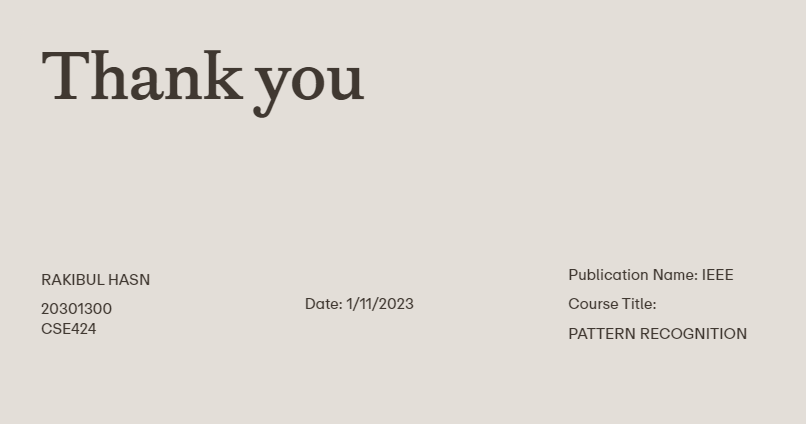 Thank you
RAKIBUL HASN
20301300
CSE424
Date: 1/11/2023
Publication Name: IEEE
Course Title:
PATTERN RECOGNITION